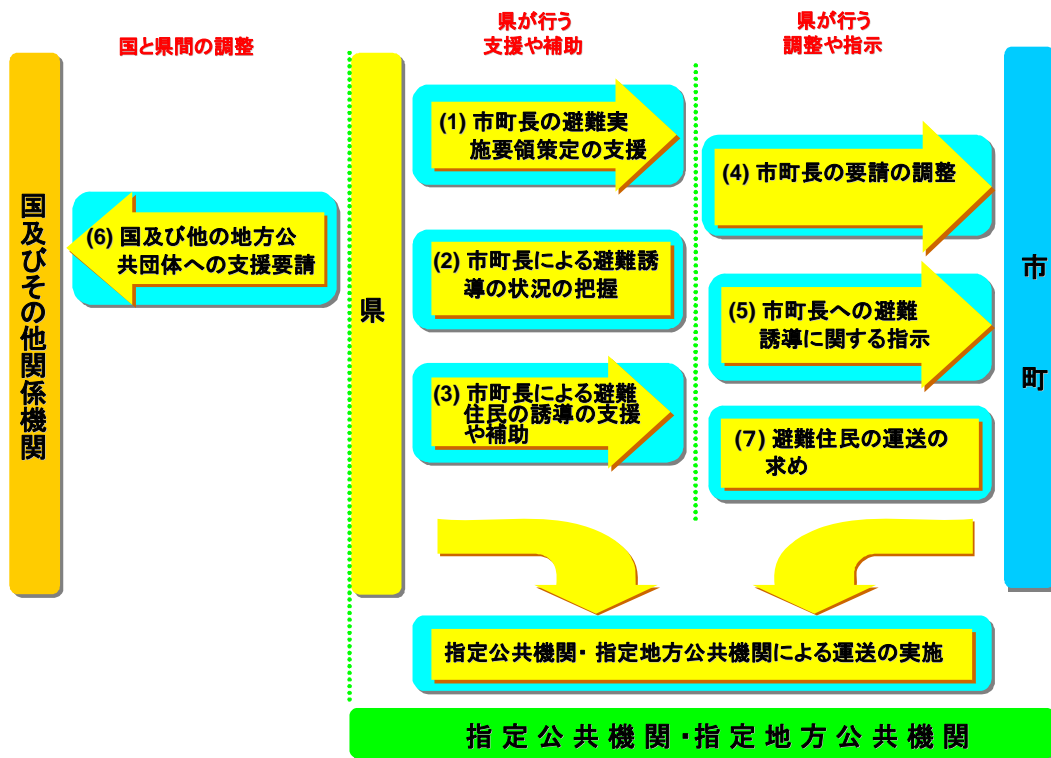 国と県間の調整
県が行う
支援や補助
県が行う
調整や指示
国及びその他関係機関
県
市町
(1) 市町長の避難実
施要領策定の支援
(2) 市町長による避難誘
導の状況の把握
(3) 市町長による避難
住民の誘導の支援
や補助
(4) 市町長の要請の調整
(5) 市町長への避難
誘導に関する指示
(6) 国及び他の地方公
共団体への支援要請
(7) 避難住民の運送の
求め
指定公共機関・指定地方公共機関による運送の実施
指定公共機関・指定地方公共機関